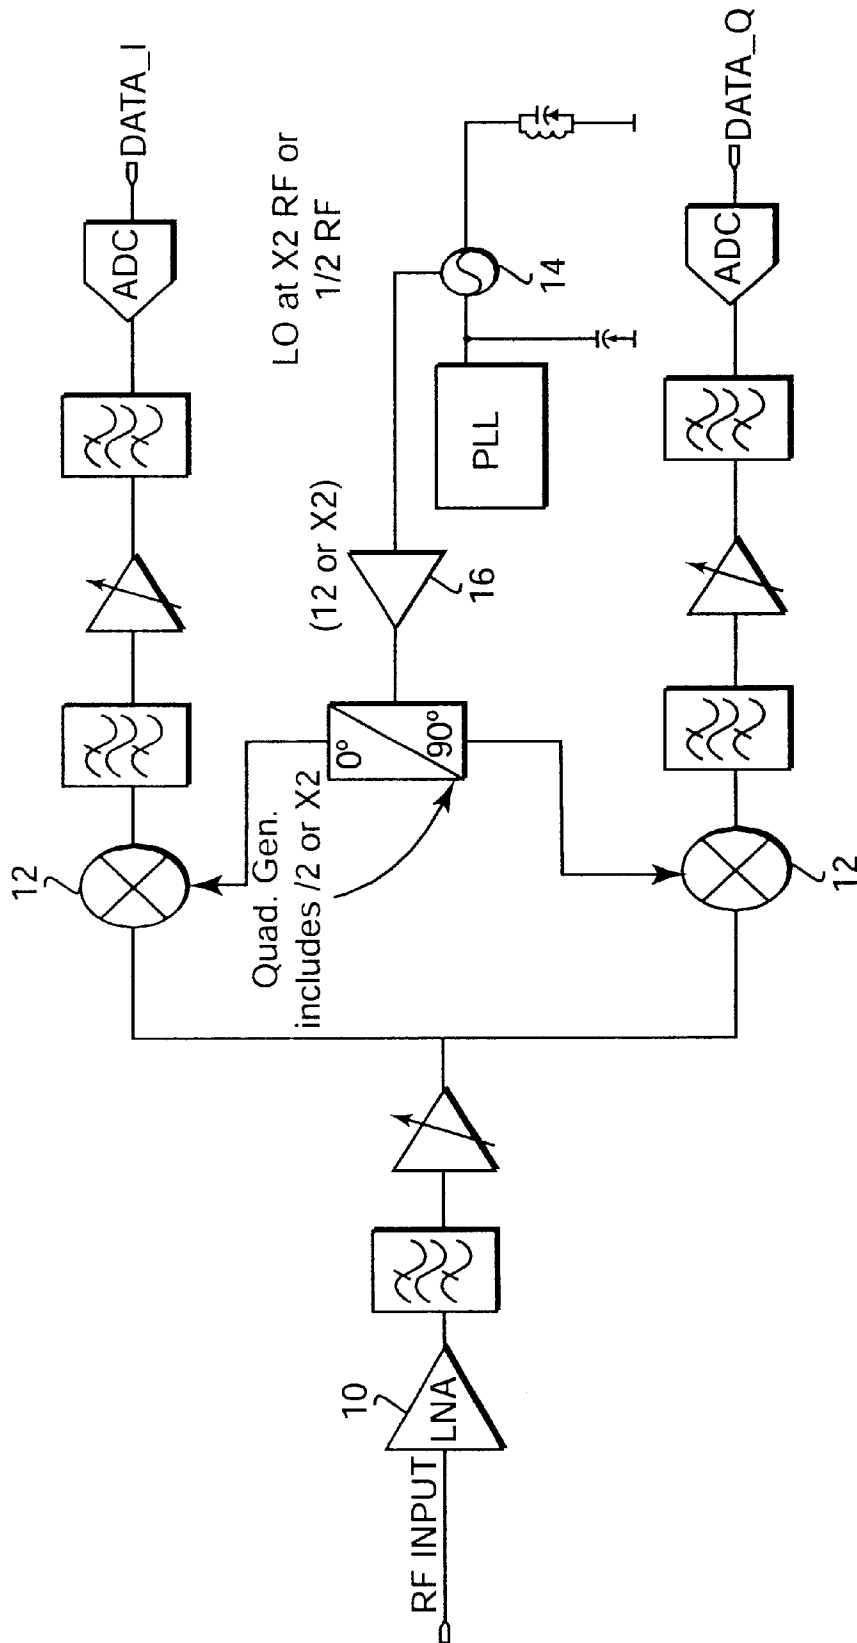 RF INPUT
LNA
10
12
Quad. Gen.
includes /2 or X2
0°
90°
(12 or X2)
16
PLL
14
LO at X2 RF or
1/2 RF
ADC
DATA_I
12
ADC
DATA_Q